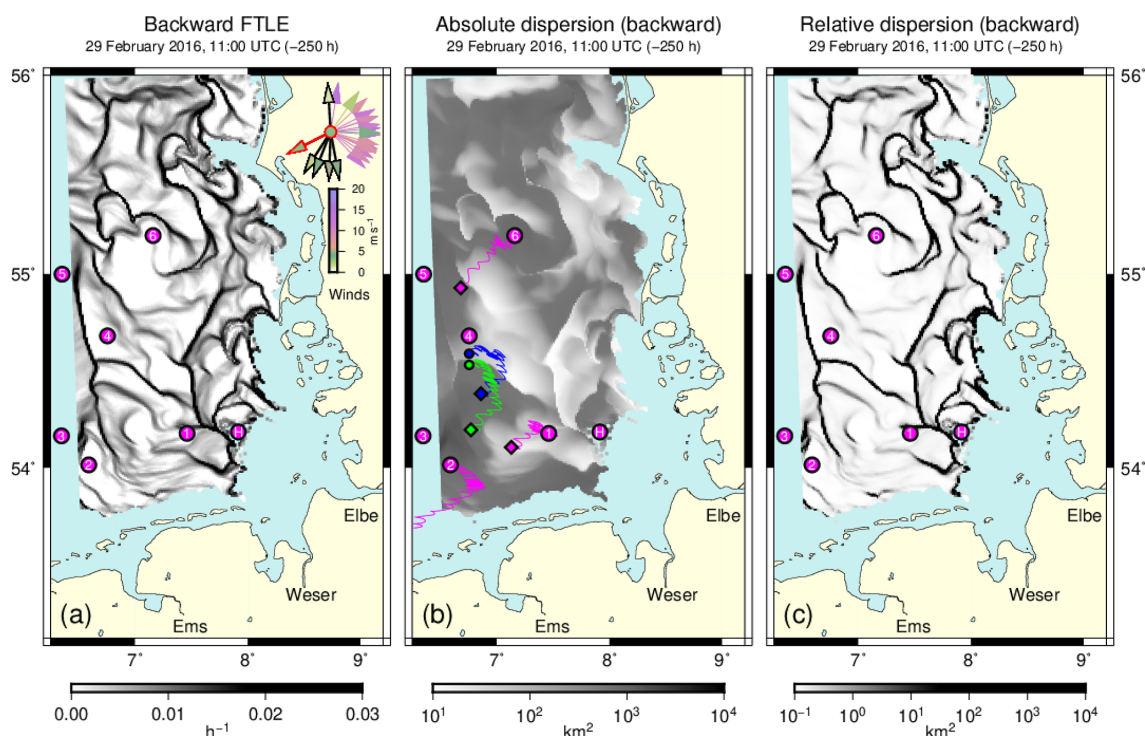 Backward FTLE
29 February 2016, 11:00 UTC (−250 h)
Absolute dispersion (backward)
29 February 2016, 11:00 UTC (−250 h)
Relative dispersion (backward)
29 February 2016, 11:00 UTC (−250 h)
56˚
56˚
20
15
10
5
0
m s⁻¹
Winds
6
6
6
55˚
5
5
5
55˚
4
4
4
3
1
H
3
1
H
3
1
H
54˚
2
2
2
54˚
Elbe
Elbe
Elbe
Weser
Weser
Weser
(a)
Ems
(b)
Ems
(c)
Ems
7˚
8˚
9˚
7˚
8˚
9˚
7˚
8˚
9˚
0.00
0.01
0.02
0.03
h⁻¹
10¹
10²
10³
10⁴
km²
10⁻¹
10⁰
10¹
10²
10³
10⁴
km²